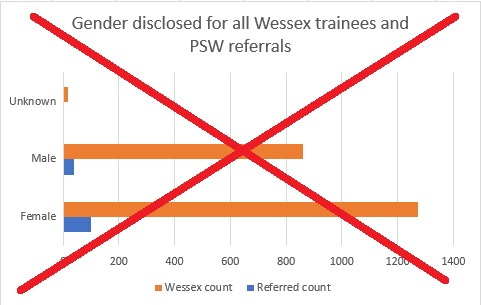 Gender disclosed for all Wessex trainees and
PSW referrals
Unknown
Male
Female
0 200 400 600 800 1000 1200 1400
Wessex count Referred count